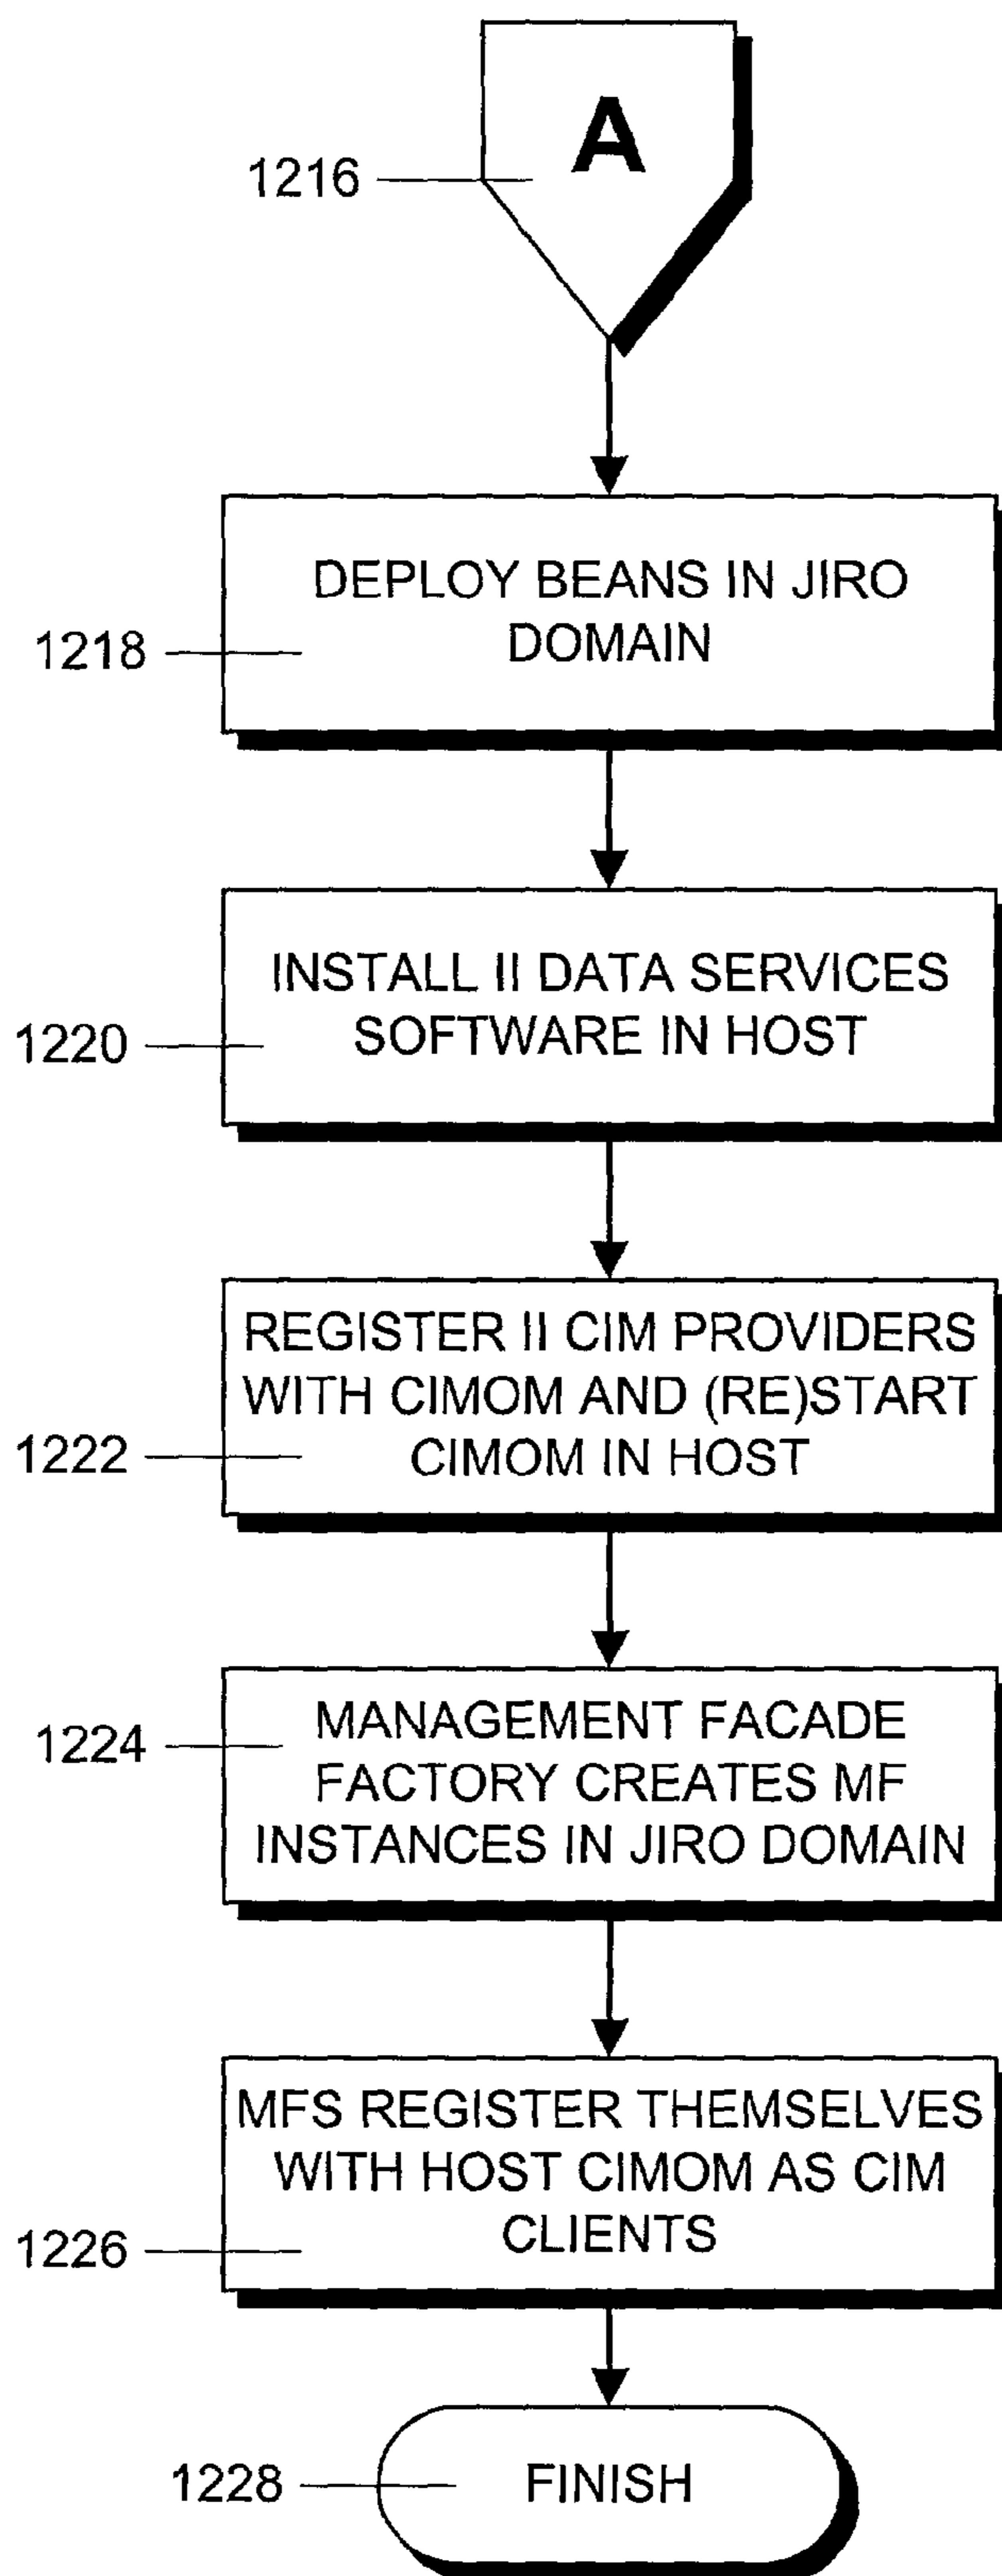 A
1216
DEPLOY BEANS IN JIRO
DOMAIN
1218
INSTALL II DATA SERVICES
SOFTWARE IN HOST
1220
REGISTER II CIM PROVIDERS
WITH CIMOM AND (RE)START
CIMOM IN HOST
1222
MANAGEMENT FACADE
FACTORY CREATES MF
INSTANCES IN JIRO DOMAIN
1224
MFS REGISTER THEMSELVES
WITH HOST CIMOM AS CIM
CLIENTS
1226
FINISH
1228